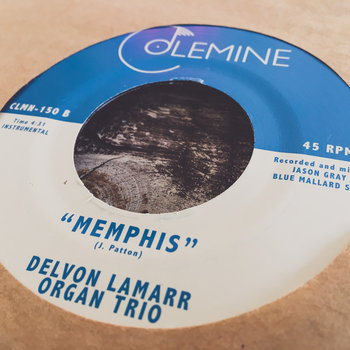 COLEMINE
CLMN-150 B
Time 4:31
INSTRUMENTAL
45 RPM
Recorded and mi
JASON GRAY
BLUE MALLARD S
"MEMPHIS"
(J. Patton)
DELVON LAMARR
ORGAN TRIO